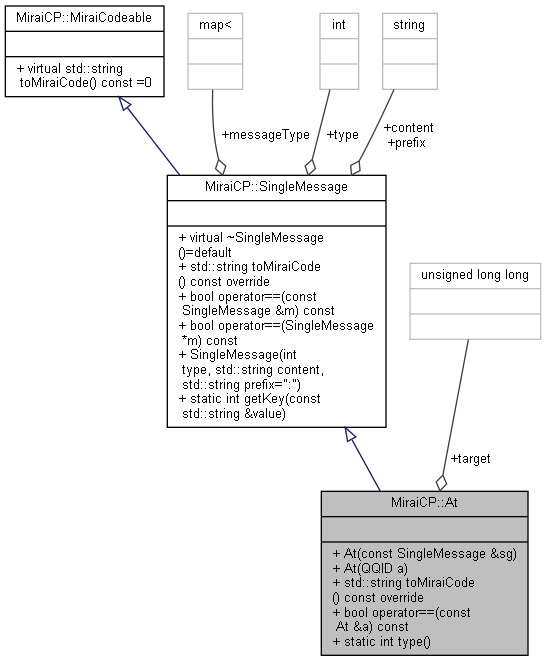 MiraiCP::MiraiCodeable
+ virtual std::string
toMiraiCode() const =0
map<
int
string
+messageType
+type
+content
+prefix
MiraiCP::SingleMessage
+ virtual ~SingleMessage
()=default
+ std::string toMiraiCode
() const override
+ bool operator==(const
SingleMessage &m) const
+ bool operator==(SingleMessage
*m) const
+ SingleMessage(int
type, std::string content,
std::string prefix=":")
+ static int getKey(const
std::string &value)
unsigned long long
+target
MiraiCP::At
+ At(const SingleMessage &sg)
+ At(QQID a)
+ std::string toMiraiCode
() const override
+ bool operator==(const
At &a) const
+ static int type()